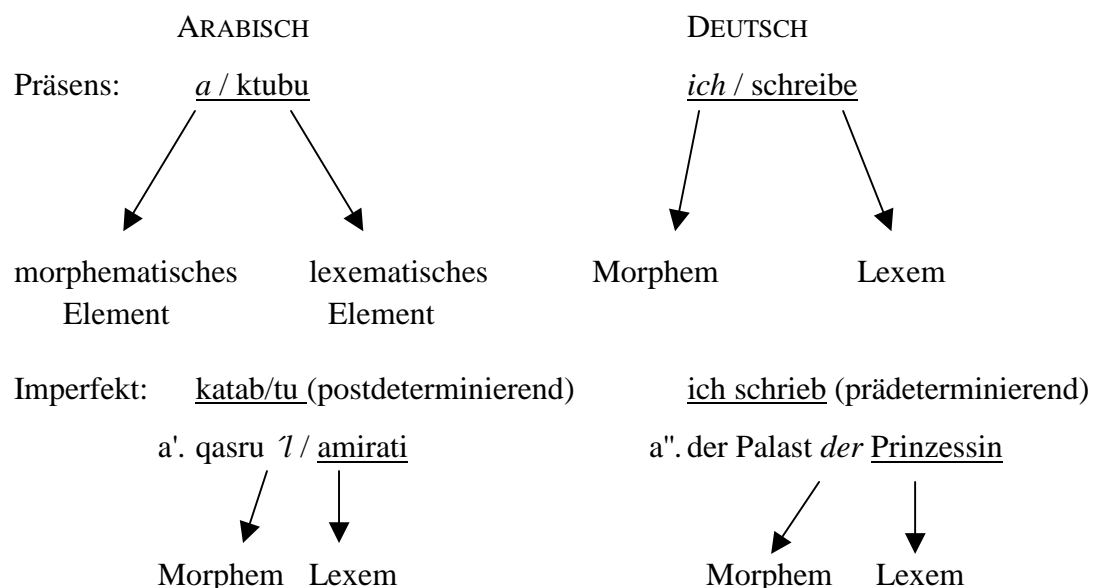 ARABISCH DEUTSCH
Präsens: a / ktubu ich / schreibe
morphematisches lexematisches Morphem Lexem
Element Element
Imperfekt: katab/tu (postdeterminierend) ich schrieb (prädeterminierend)
a'. qasru ´l / amirati a". der Palast der Prinzessin
Morphem Lexem Morphem Lexem